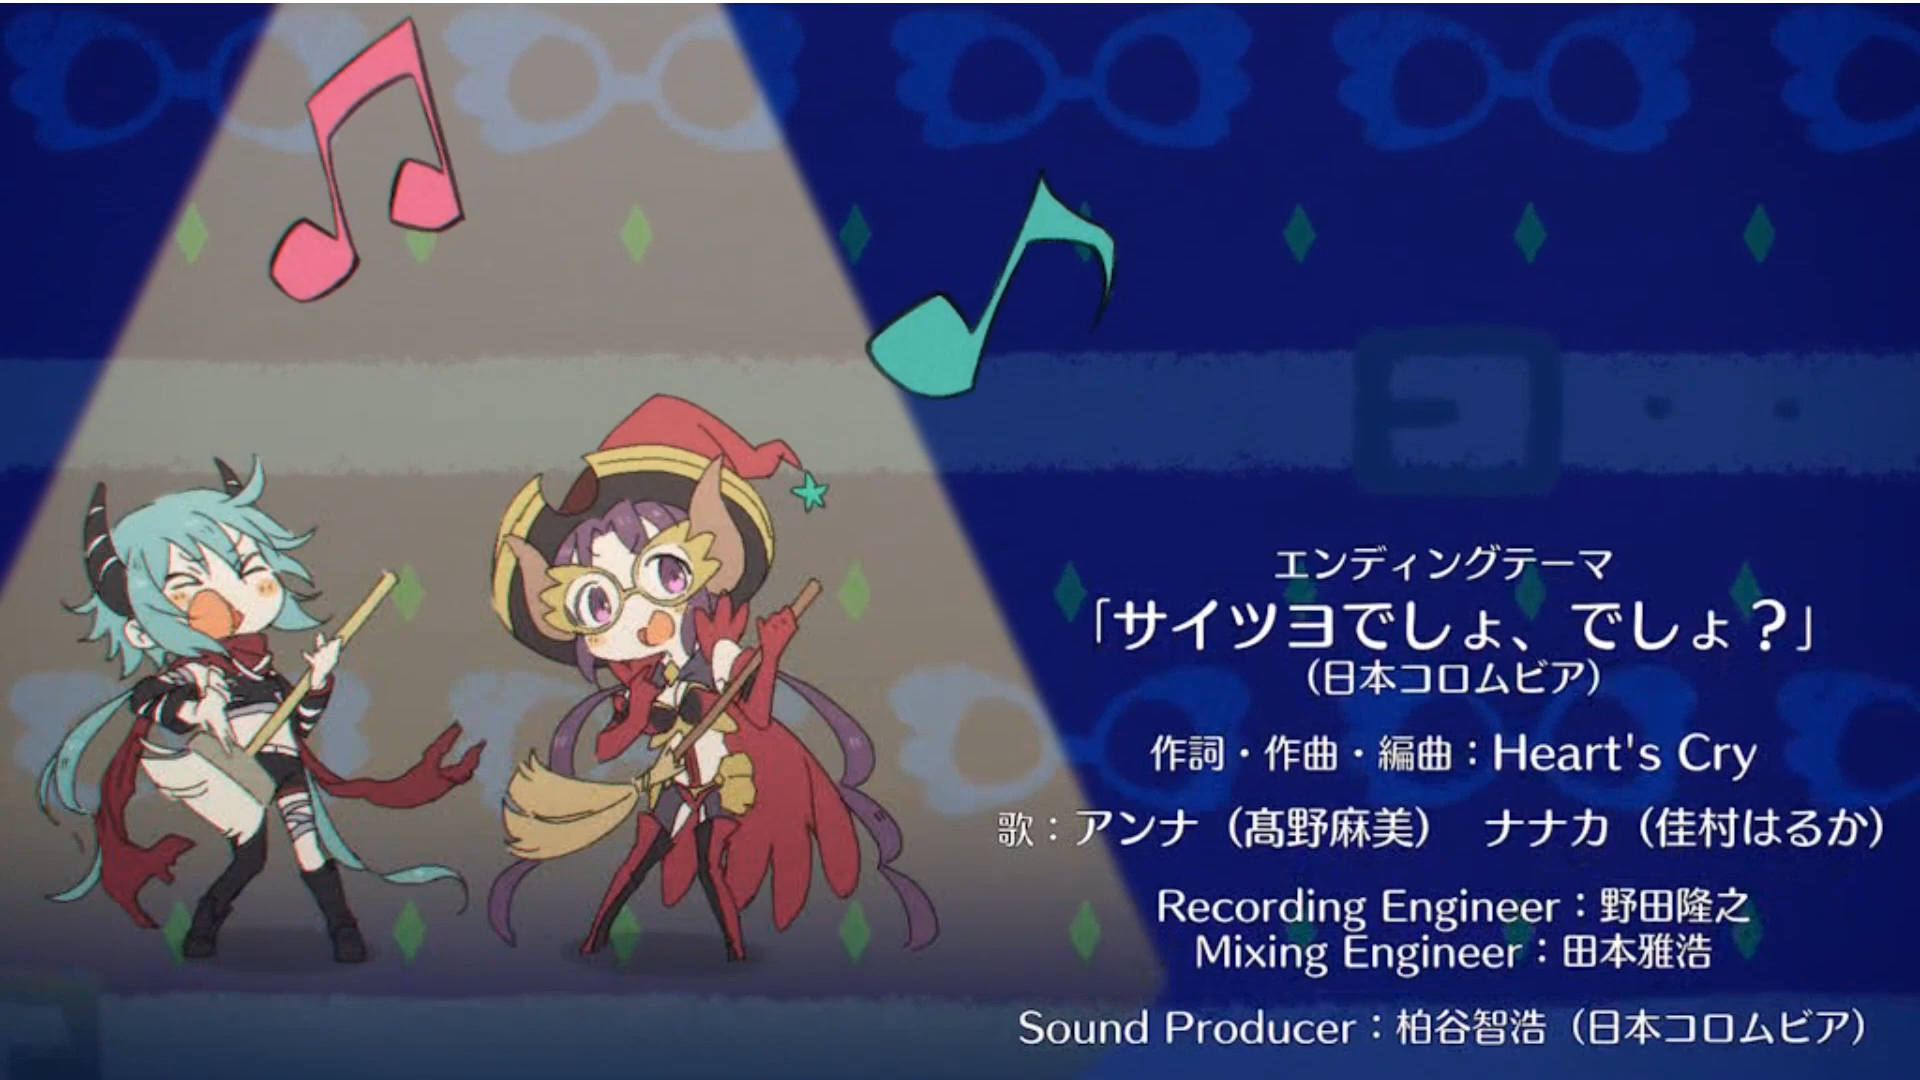 エンディングテーマ
「サイツヨでしょ、でしょ？」
（日本コロムビア）
作詞・作曲・編曲：Heart's Cry
歌：アンナ（髙野麻美）　ナナカ（佳村はるか）
Recording Engineer：野田隆之
Mixing Engineer：田本雅浩
Sound Producer：柏谷智浩（日本コロムビア）